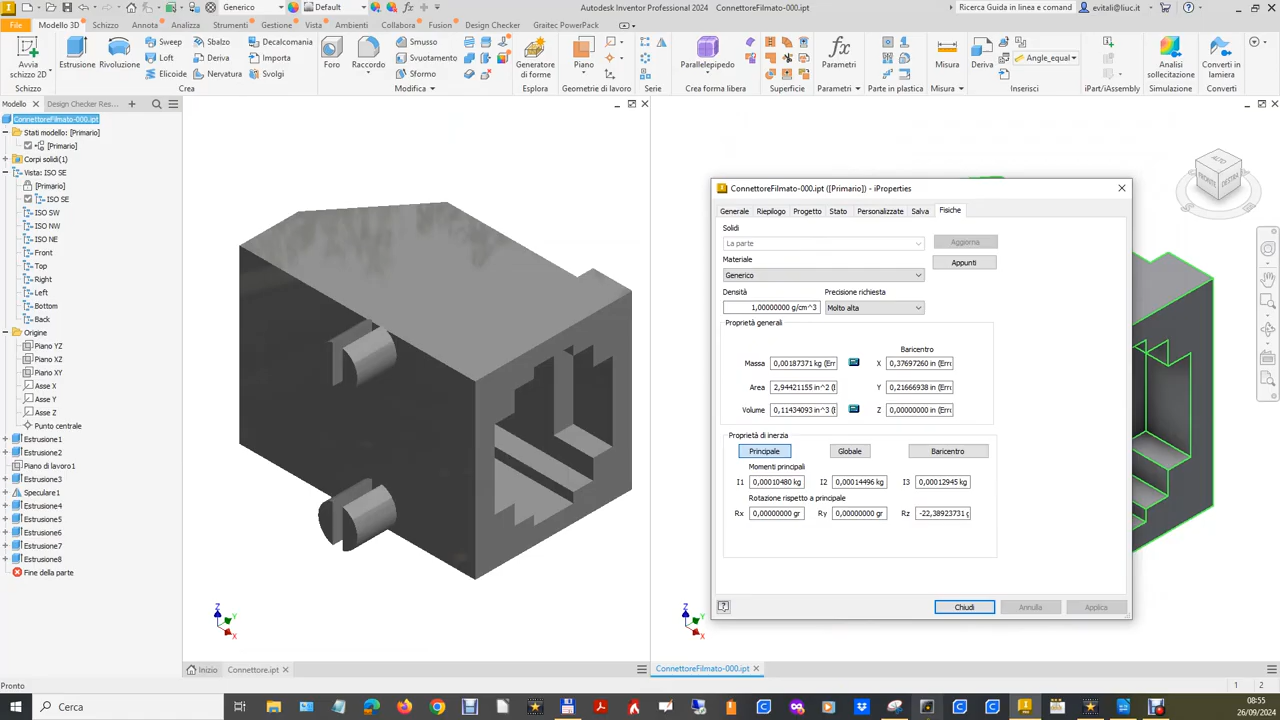 Generico
Default
Autodesk Inventor Professional 2024
ConnettoreFilmato-000.ipt
Ricerca Guida in linea e comand
evitali@liuc.it
File
Modello 3D
Schizzo
Annota
Assieme
Strumenti
Gestione
Vista
Ambienti
Collabora
Fusion
Design Checker
Graitec PowerPack
Avvia schizzo 2D
Estrusione
Rivoluzione
Sweep
Sbalzo
Decalcomania
Loft
Deriva
Importa
Elicoide
Nervatura
Svolgi
Foro
Raccordo
Smusso
Svuotamento
Sformo
Generatore di forme
Piano
Parallelepipedo
Parametri
Misura
Deriva
Angle_equal
Analisi sollecitazione
Converti in lamiera
Schizzo
Crea
Modifica
Esplora
Geometrie di lavoro
Serie
Crea forma libera
Superficie
Parametri
Parte in plastica
Misura
Inserisci
iPart/iAssembly
Simulazione
Converti
Modello
Design Checker Res...
ConnettoreFilmato-000.ipt
Stati modello: [Primario]
[Primario]
Corpi solidi(1)
Vista: ISO SE
[Primario]
ISO SE
ISO SW
ISO NW
ISO NE
Front
Top
Right
Left
Bottom
Back
Origine
Piano YZ
Piano XZ
Piano XY
Asse X
Asse Y
Asse Z
Punto centrale
Estrusione1
Estrusione2
Piano di lavoro1
Estrusione3
Speculare1
Estrusione4
Estrusione5
Estrusione6
Estrusione7
Estrusione8
Fine della parte
ALTO
FRONTE
DESTRA
ConnettoreFilmato-000.ipt ([Primario]) - iProperties
Generale
Riepilogo
Progetto
Stato
Personalizzate
Salva
Fisiche
Solidi
La parte
Aggiorna
Materiale
Appunti
Generico
Densità
Precisione richiesta
1,00000000 g/cm^3
Molto alta
Proprietà generali
Baricentro
Massa
0,00187371 kg (Err
X
0,37697260 in (Err
Area
2,94421155 in^2 (
Y
0,21666938 in (Err
Volume
0,11434093 in^3 (
Z
0,00000000 in (Err
Proprietà di inerzia
Principale
Globale
Baricentro
Momenti principali
I1
0,00010480 kg
I2
0,00014496 kg
I3
0,00012945 kg
Rotazione rispetto a principale
Rx
0,00000000 gr
Ry
0,00000000 gr
Rz
-22,38923731 g
Chiudi
Annulla
Applica
Z
Y
X
Z
Y
X
Inizio
Connettore.ipt
ConnettoreFilmato-000.ipt
Pronto
1
2
Cerca
08:55
26/09/2024